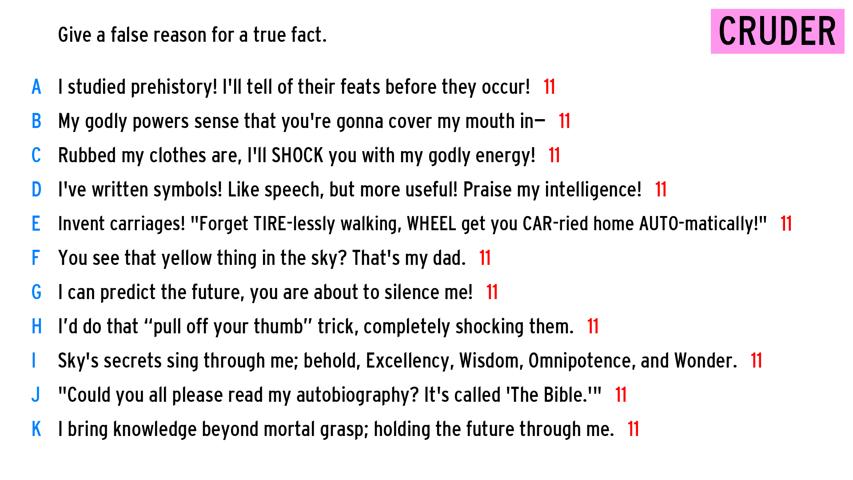 Give a false reason for a true fact.
CRUDER
A I studied prehistory! I'll tell of their feats before they occur! 11
B My godly powers sense that you're gonna cover my mouth in— 11
C Rubbed my clothes are, I'll SHOCK you with my godly energy! 11
D I've written symbols! Like speech, but more useful! Praise my intelligence! 11
E Invent carriages! "Forget TIRE-lessly walking, WHEEL get you CAR-ried home AUTO-matically!" 11
F You see that yellow thing in the sky? That's my dad. 11
G I can predict the future, you are about to silence me! 11
H I’d do that “pull off your thumb” trick, completely shocking them. 11
I Sky's secrets sing through me; behold, Excellency, Wisdom, Omnipotence, and Wonder. 11
J "Could you all please read my autobiography? It's called 'The Bible.'" 11
K I bring knowledge beyond mortal grasp; holding the future through me. 11